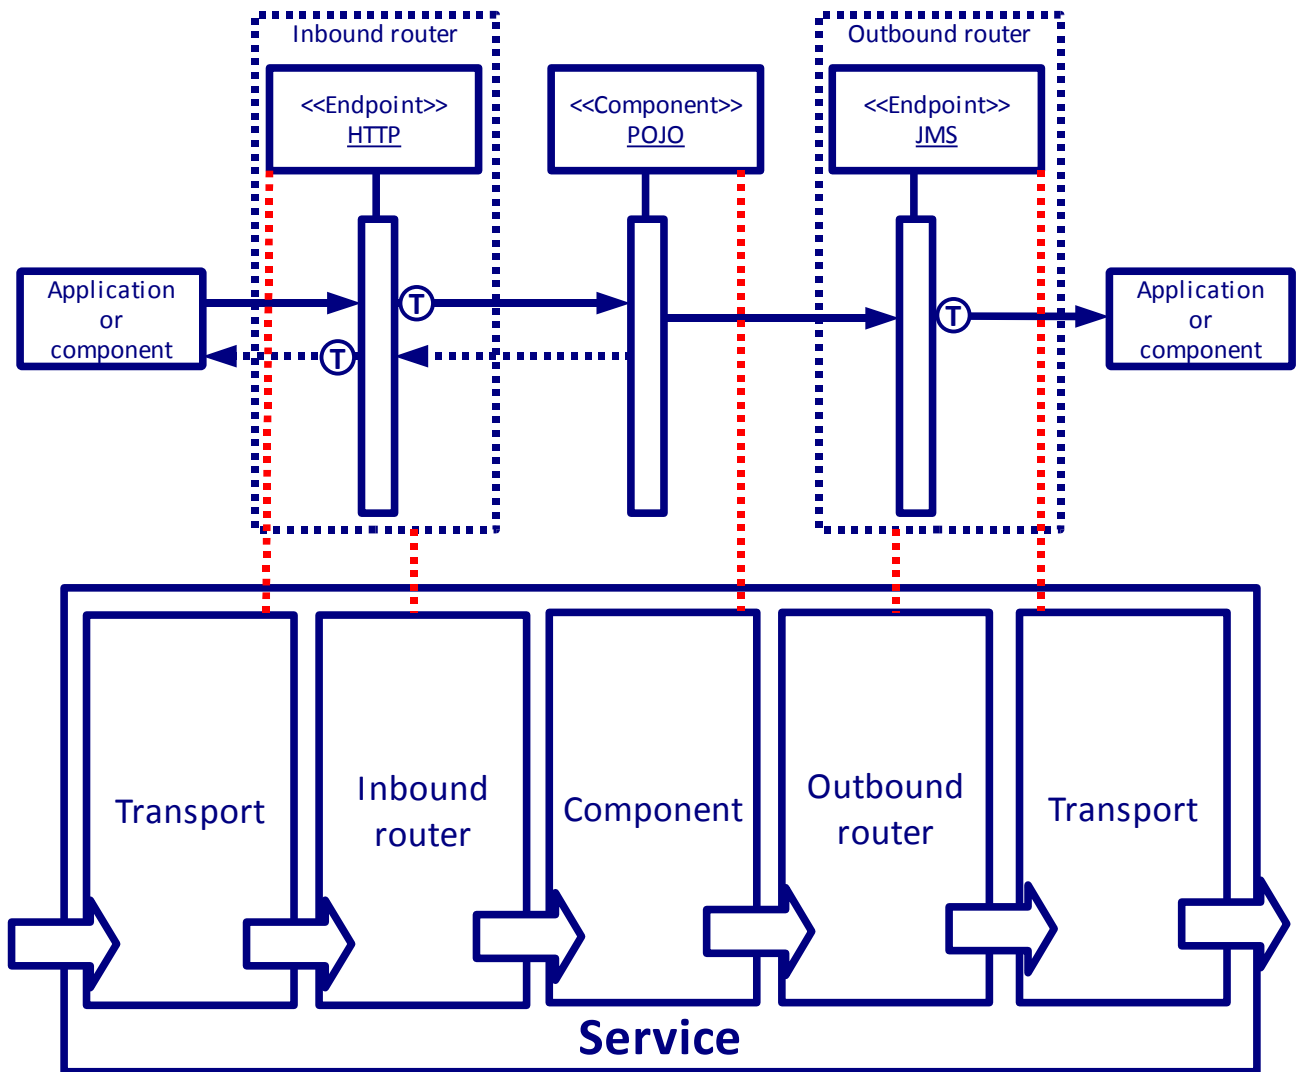 Inbound router
Outbound router
<<Endpoint>>
HTTP
<<Component>>
POJO
<<Endpoint>>
JMS
Application
or
component
T
T
T
Application
or
component
Transport
Inbound
router
Component
Outbound
router
Transport
Service